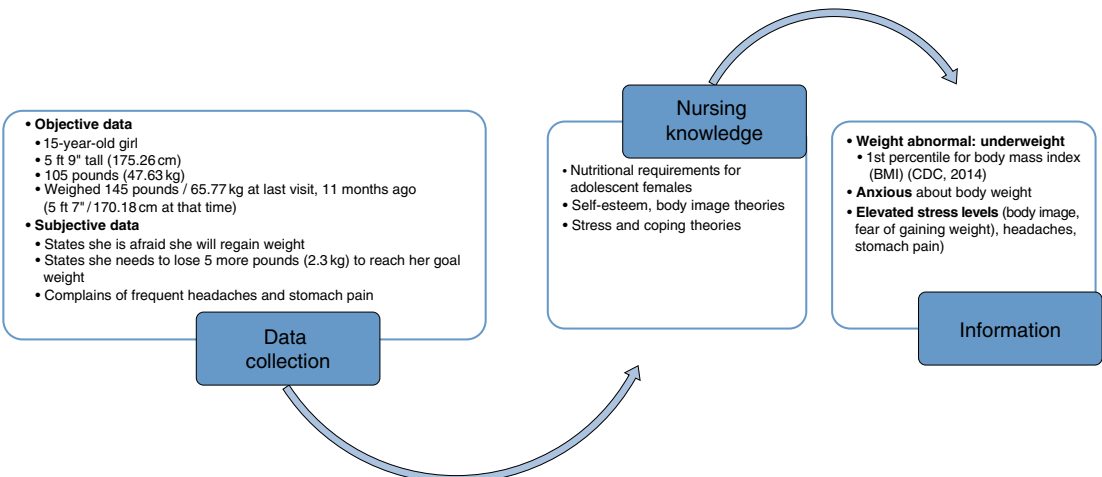 • Objective data
• 15-year-old girl
• 5 ft 9" tall (175.26 cm)
• 105 pounds (47.63 kg)
• Weighed 145 pounds / 65.77 kg at last visit, 11 months ago
(5 ft 7" / 170.18 cm at that time)
• Subjective data
• States she is afraid she will regain weight
• States she needs to lose 5 more pounds (2.3 kg) to reach her goal
weight
• Complains of frequent headaches and stomach pain
Data
collection
Nursing
knowledge
• Nutritional requirements for
adolescent females
• Self-esteem, body image theories
• Stress and coping theories
• Weight abnormal: underweight
• 1st percentile for body mass index
(BMI) (CDC, 2014)
• Anxious about body weight
• Elevated stress levels (body image,
fear of gaining weight), headaches,
stomach pain)
Information